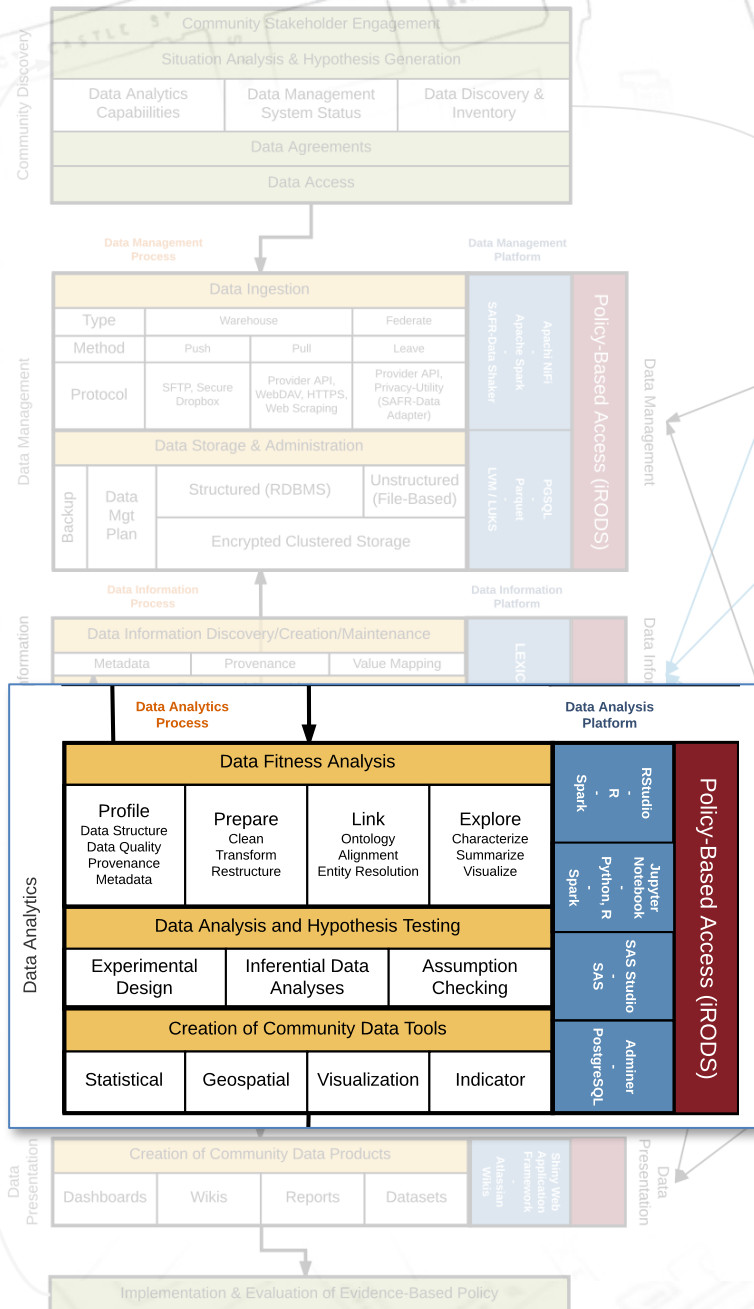 CASTLE ST
Community Discovery
Community Stakeholder Engagement
Situation Analysis & Hypothesis Generation
Data Analytics
Capabiilities
Data Management
System Status
Data Discovery &
Inventory
Data Agreements
Data Access
Data Management
Process
Data Management
Platform
Data Management
Data Ingestion
Type
Warehouse
Federate
Method
Push
Pull
Leave
Protocol
SFTP, Secure
Dropbox
Provider API,
WebDAV, HTTPS,
Web Scraping
Provider API,
Privacy-Utility
(SAFR-Data
Adapter)
Apachi NiFi
-
Apache Spark
-
SAFR-Data Shaker
Policy-Based Access (iRODS)
Data Management
Data Storage & Administration
Backup
Data
Mgt
Plan
Structured (RDBMS)
Unstructured
(File-Based)
Encrypted Clustered Storage
PGSQL
-
Parquet
-
LVM / LUKS
Data Information
Process
Data Information
Platform
formation
Data Information Discovery/Creation/Maintenance
Metadata
Provenance
Value Mapping
LEXIC
Data Infor
Data Analytics
Process
Data Analysis
Platform
Data Analytics
Data Fitness Analysis
Profile
Data Structure
Data Quality
Provenance
Metadata
Prepare
Clean
Transform
Restructure
Link
Ontology
Alignment
Entity Resolution
Explore
Characterize
Summarize
Visualize
RStudio
-
R
-
Spark
Jupyter
Notebook
-
Python, R
-
Spark
Policy-Based Access (iRODS)
Data Analysis and Hypothesis Testing
Experimental
Design
Inferential Data
Analyses
Assumption
Checking
SAS Studio
-
SAS
Creation of Community Data Tools
Statistical
Geospatial
Visualization
Indicator
Adminer
-
PostgreSQL
Data
Presentation
Creation of Community Data Products
Dashboards
Wikis
Reports
Datasets
Shiny Web
Application
Framework
-
Atlassian
Wikis
Data
Presentation
Implementation & Evaluation of Evidence-Based Policy